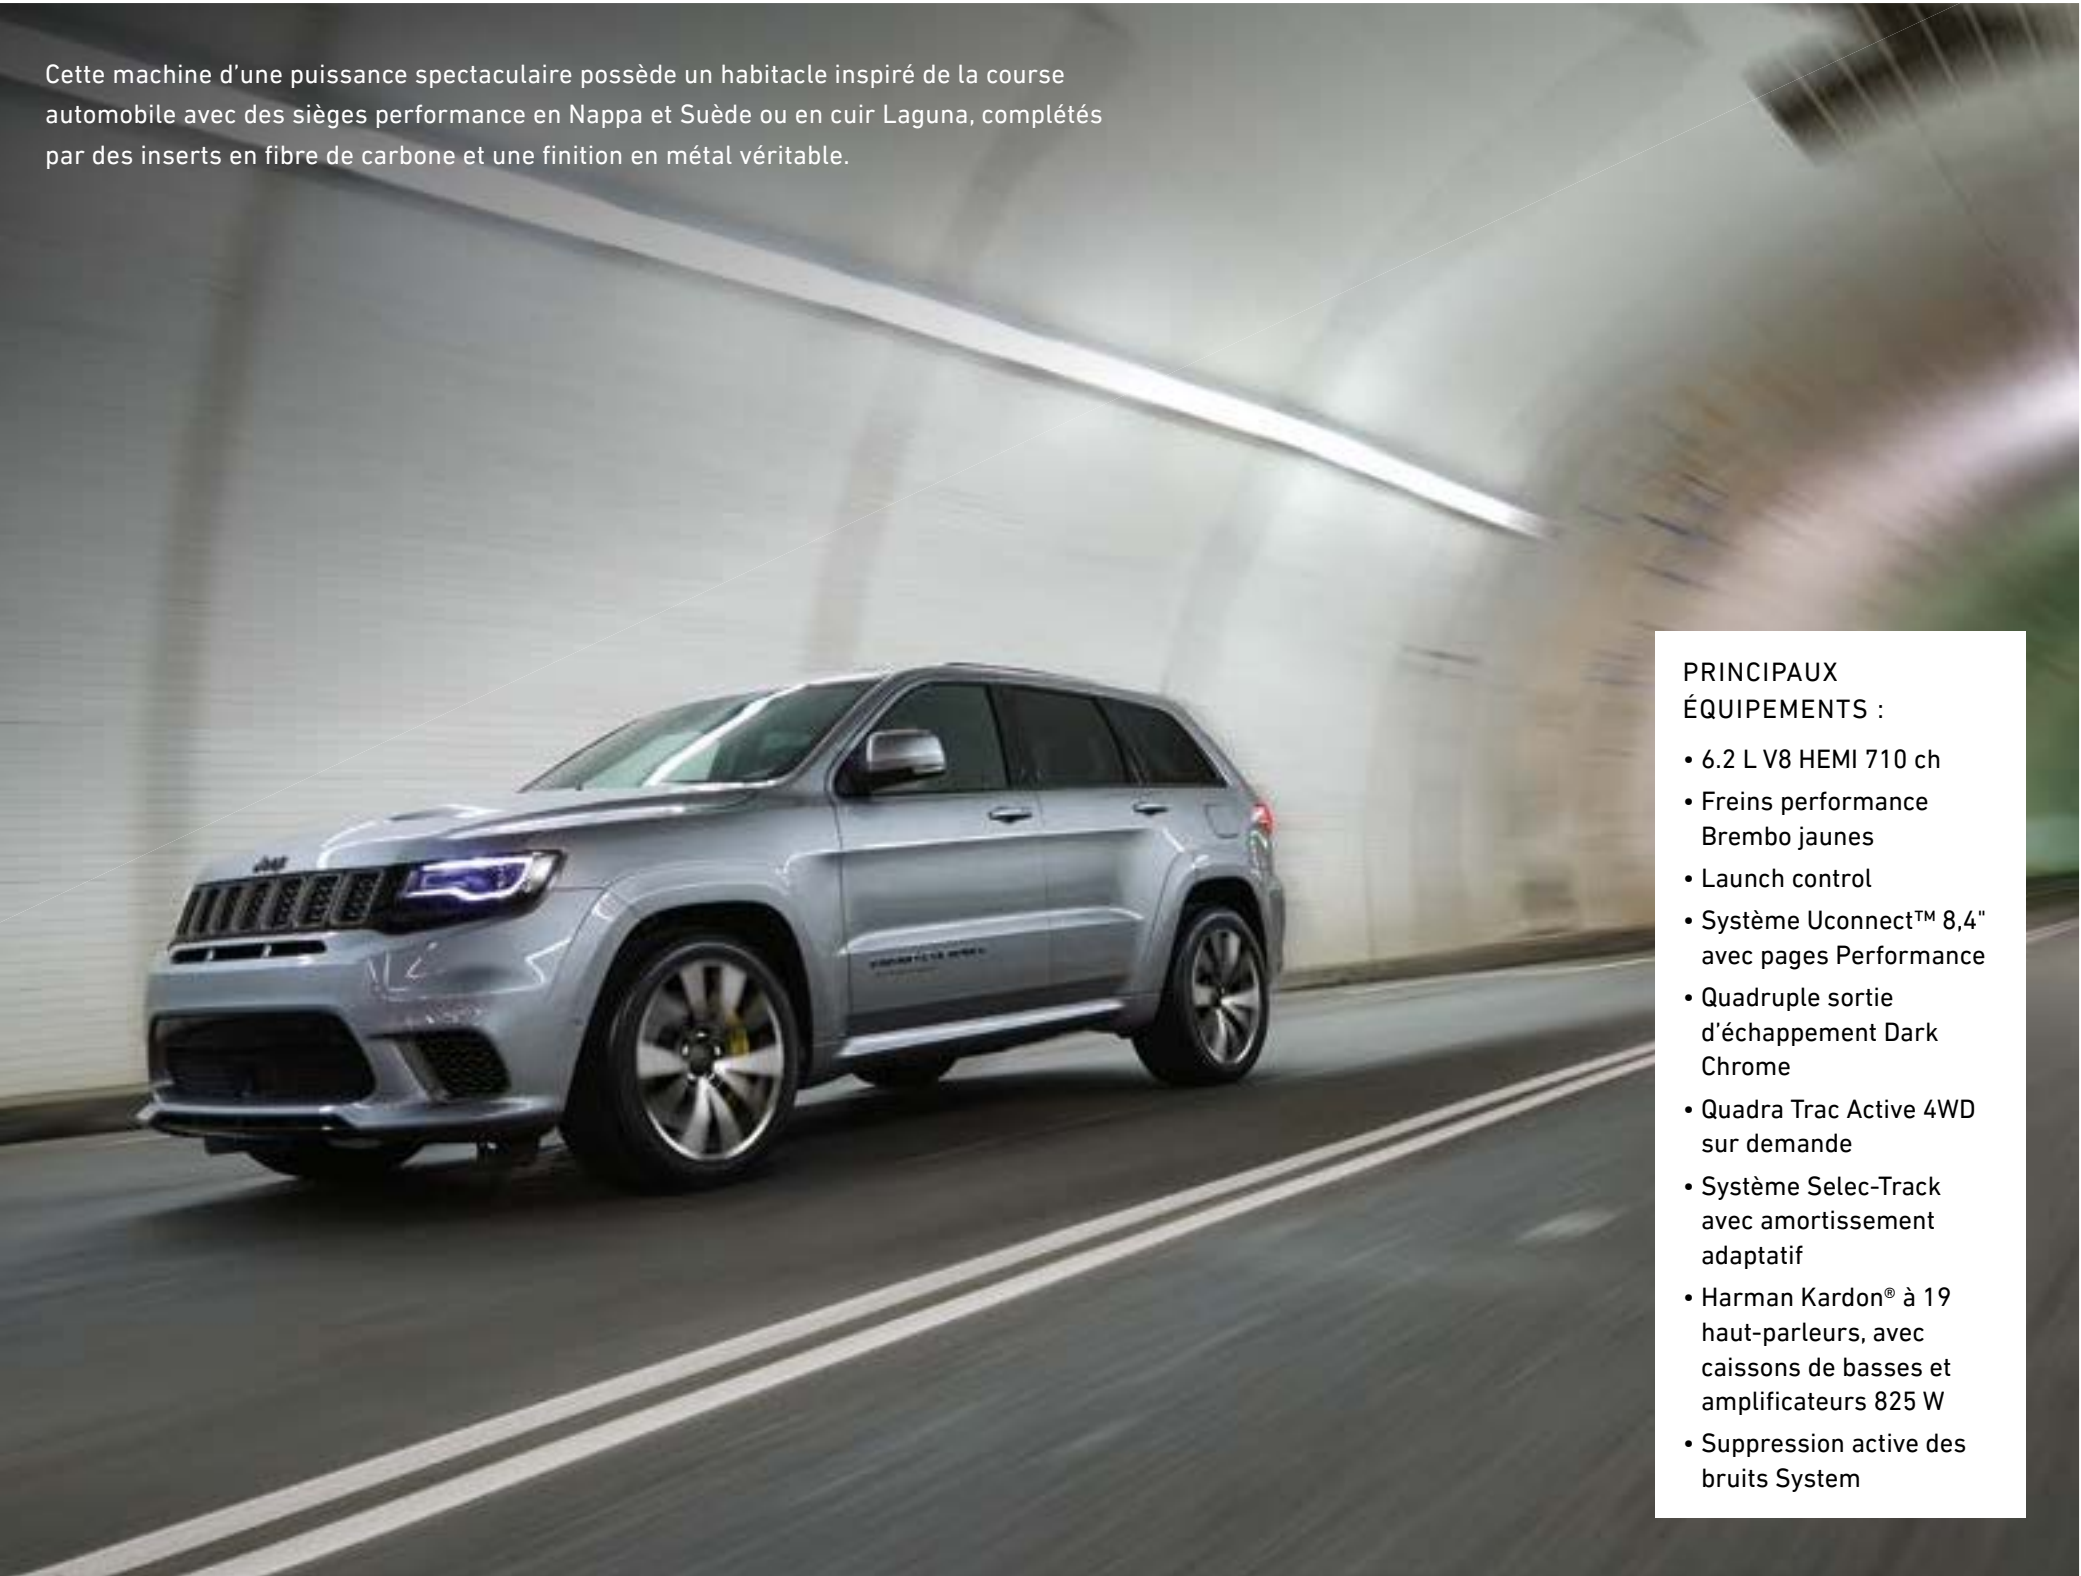 Cette machine d’une puissance spectaculaire possède un habitacle inspiré de la course
automobile avec des sièges performance en Nappa et Suède ou en cuir Laguna, complétés
par des inserts en fibre de carbone et une finition en métal véritable.
Jeep
PRINCIPAUX
ÉQUIPEMENTS :
• 6.2 L V8 HEMI 710 ch
• Freins performance
Brembo jaunes
• Launch control
• Système Uconnect™ 8,4"
avec pages Performance
• Quadruple sortie
d’échappement Dark
Chrome
• Quadra Trac Active 4WD
sur demande
• Système Selec-Track
avec amortissement
adaptatif
• Harman Kardon® à 19
haut-parleurs, avec
caissons de basses et
amplificateurs 825 W
• Suppression active des
bruits System